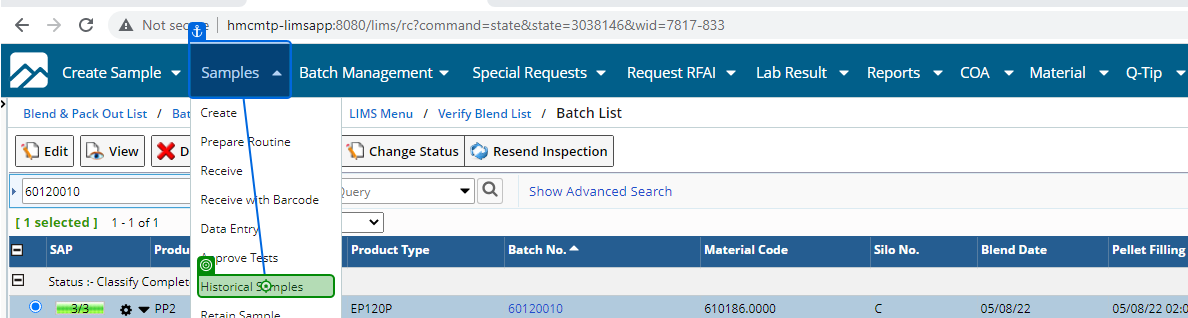 Not secure | hmcmtp-limsapp:8080/lims/rc?command=state&state=3038146&wid=7817-833
Create Sample Samples Batch Management Special Requests Request RFAI Lab Result Reports COA Material Q-Tip
Blend & Pack Out List / Bat LIMS Menu / Verify Blend List / Batch List
Edit View D Change Status Resend Inspection
60120010 Query Show Advanced Search
[ 1 selected ] 1 - 1 of 1
SAP Produ Product Type Batch No. Material Code Silo No. Blend Date Pellet Filling
Status :- Classify Complet
3/3 PP2 EP120P 60120010 610186.0000 C 05/08/22 05/08/22 02:0
Create
Prepare Routine
Receive
Receive with Barcode
Data Entry
Approve Tests
Historical Samples
Retain Sample